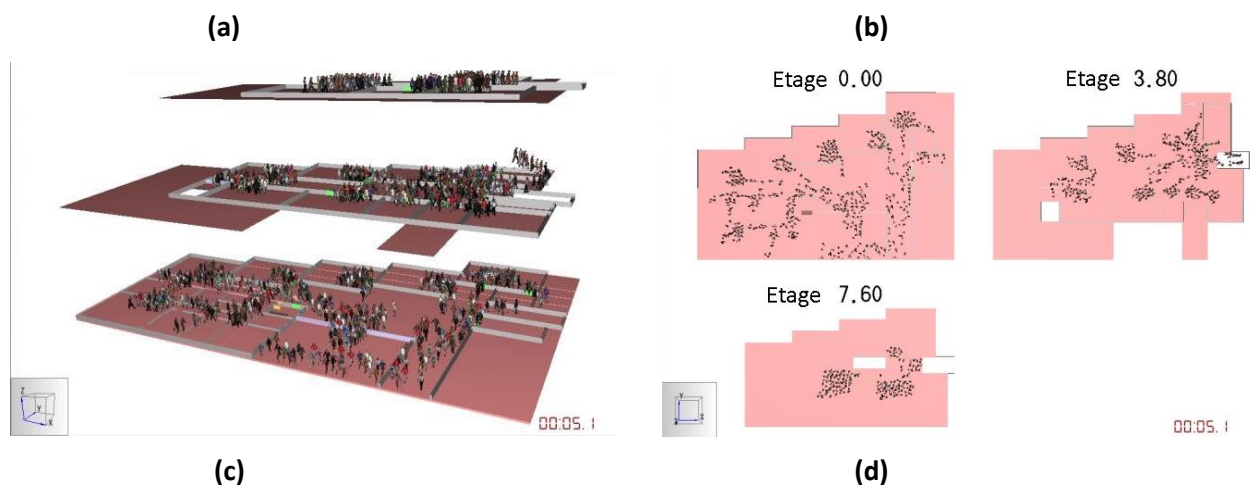 (a) (b)
Etage 0.00 Etage 3.80
Etage 7.60
Z Y X
Y X
00:05.1 00:05.1
(c) (d)